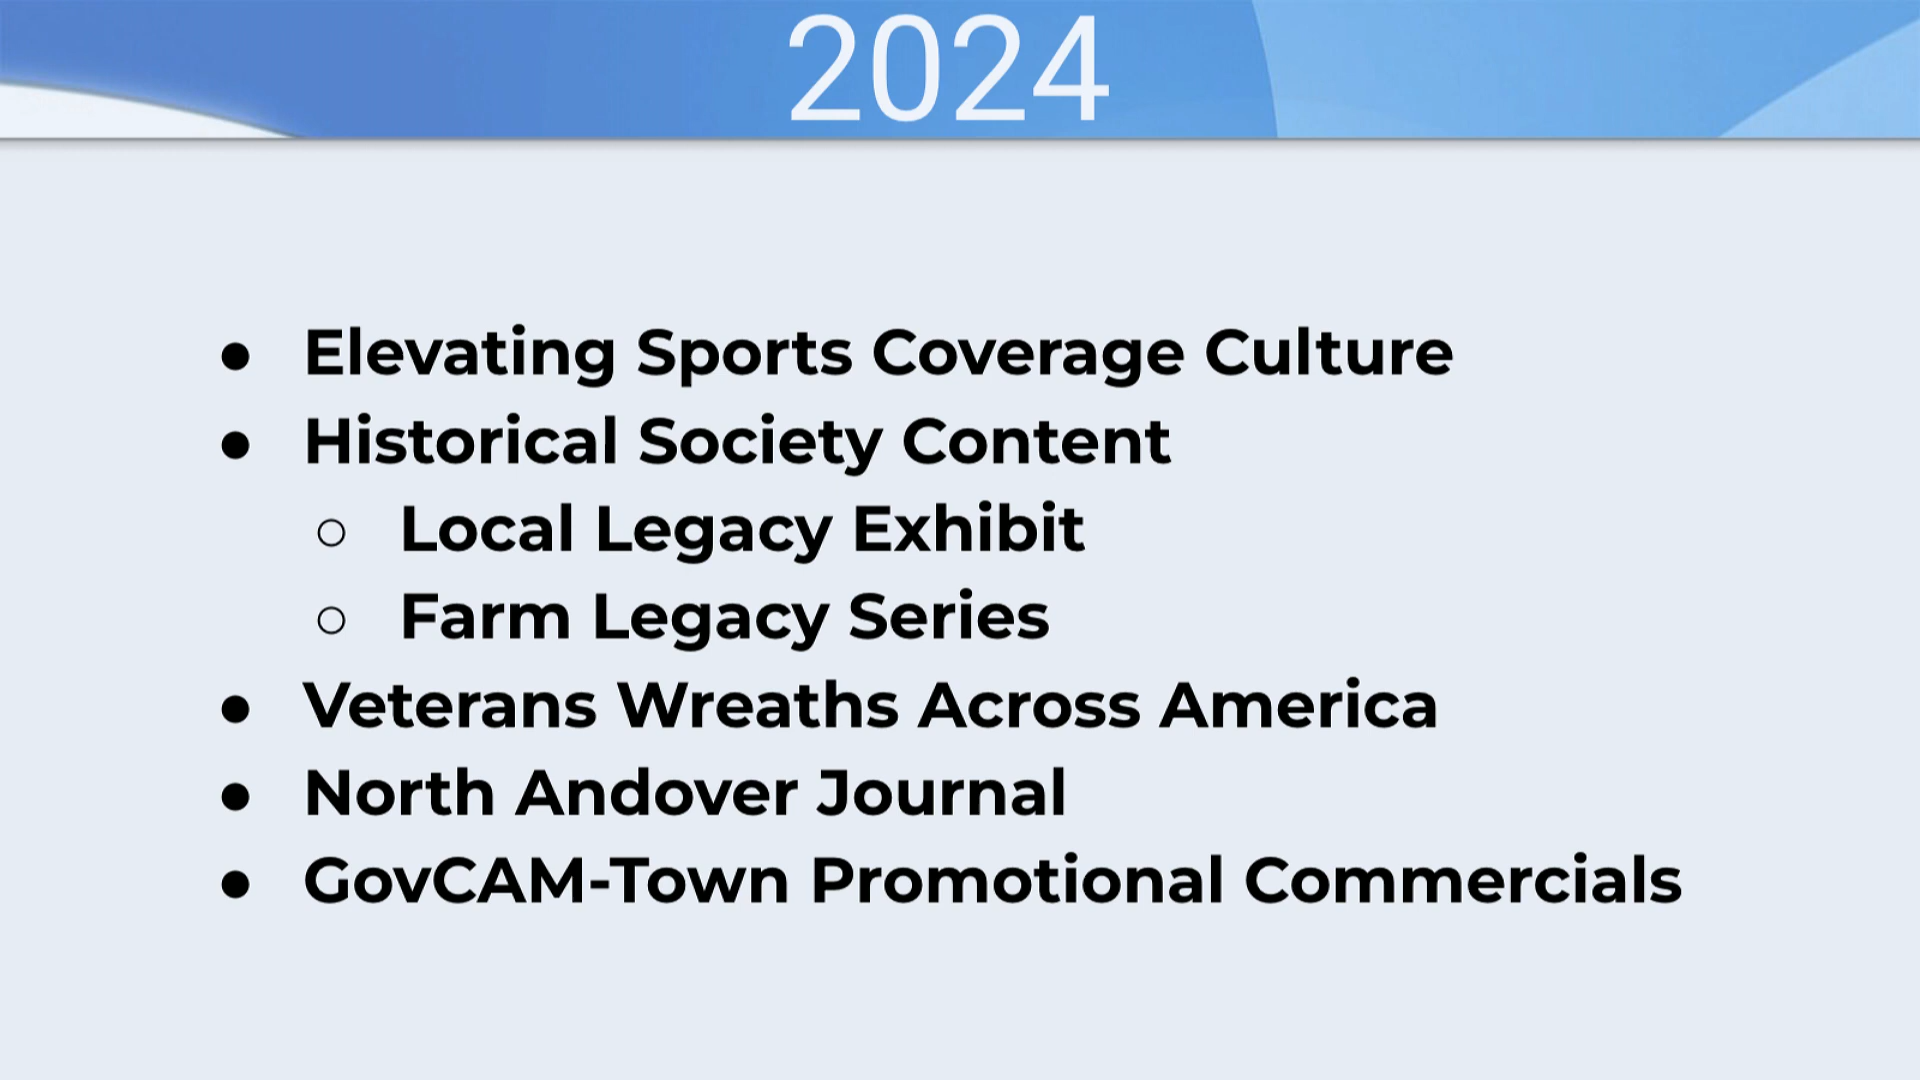 2024
● Elevating Sports Coverage Culture
● Historical Society Content
○ Local Legacy Exhibit
○ Farm Legacy Series
● Veterans Wreaths Across America
● North Andover Journal
● GovCAM-Town Promotional Commercials